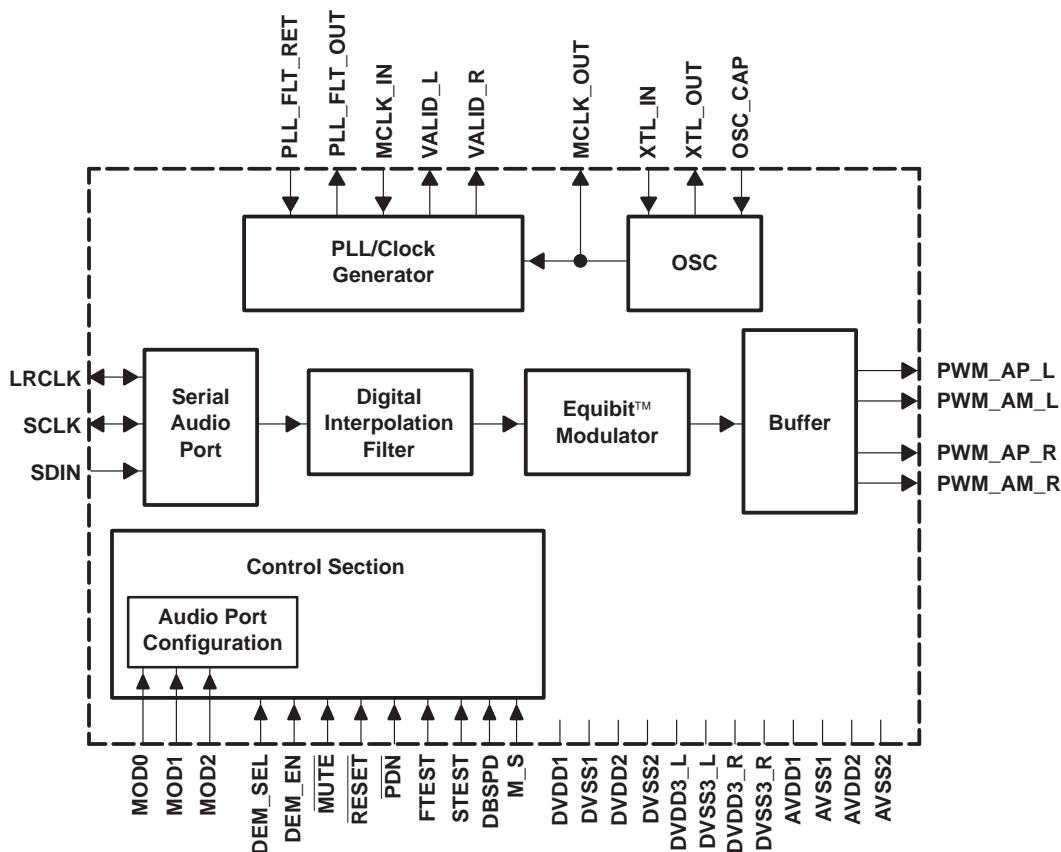 PLL_FLT_RET
PLL_FLT_OUT
MCLK_IN
VALID_L
VALID_R
MCLK_OUT
XTL_IN
XTL_OUT
OSC_CAP
PLL/Clock
Generator
OSC
LRCLK
SCLK
SDIN
Serial
Audio
Port
Digital
Interpolation
Filter
Equibit™
Modulator
Buffer
PWM_AP_L
PWM_AM_L
PWM_AP_R
PWM_AM_R
Control Section
Audio Port
Configuration
MOD0
MOD1
MOD2
DEM_SEL
DEM_EN
MUTE
RESET
PDN
FTEST
STEST
DBSPD
M_S
DVDD1
DVSS1
DVDD2
DVSS2
DVDD3_L
DVSS3_L
DVDD3_R
DVSS3_R
AVDD1
AVSS1
AVDD2
AVSS2